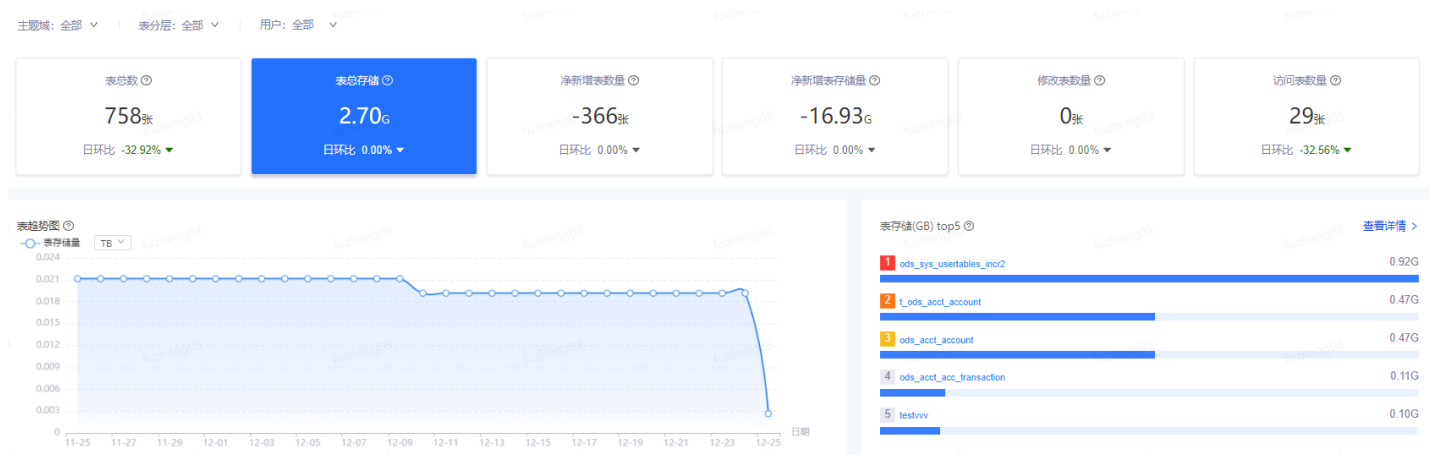 主题域: 全部 表分层: 全部 用户: 全部
表总数
758张
日环比 -32.92%
表总存储
2.70G
日环比 0.00%
净新增表数量
-366张
日环比 0.00%
净新增表存储量
-16.93G
日环比 0.00%
修改表数量
0张
日环比 0.00%
访问表数量
29张
日环比 -32.56%
表趋势图
表存储量 TB
0.024
0.021
0.018
0.015
0.012
0.009
0.006
0.003
0
11-25 11-27 11-29 12-01 12-03 12-05 12-07 12-09 12-11 12-13 12-15 12-17 12-19 12-21 12-23 12-25 日期
表存储(GB) top5 查看详情 >
1 ods_sys_usertables_incr2 0.92G
2 t_ods_acct_account 0.47G
3 ods_acct_account 0.47G
4 ods_acct_acc_transaction 0.11G
5 testvvv 0.10G
fuzheng03